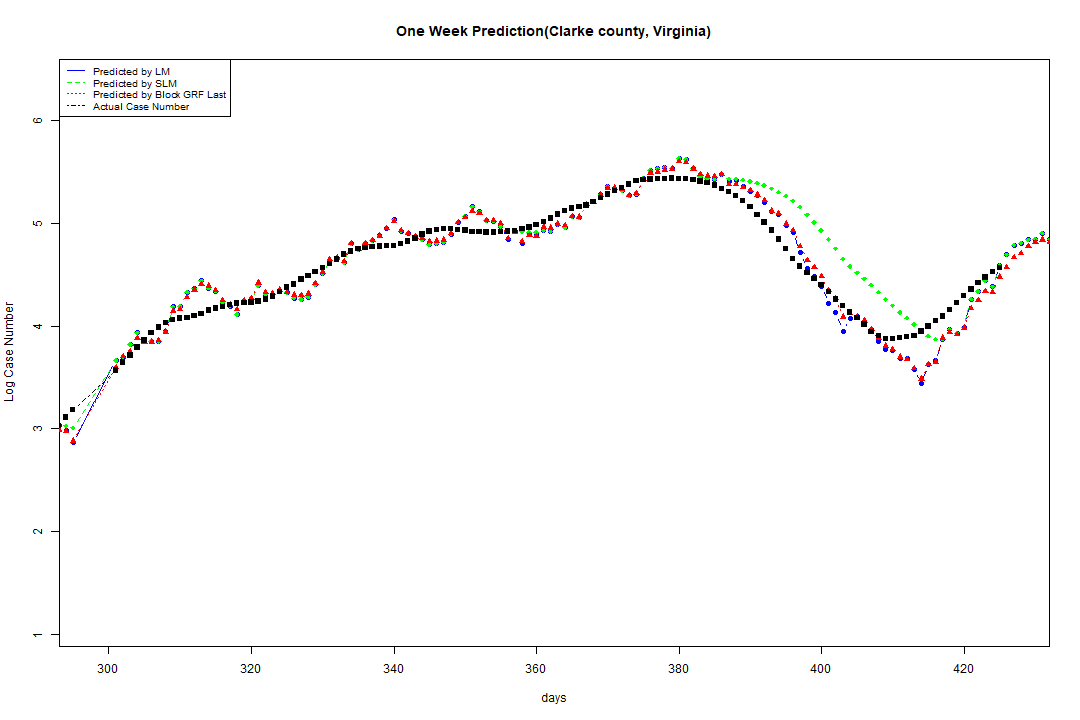 One Week Prediction(Clarke county, Virginia)
Predicted by LM
Predicted by SLM
Predicted by Block GRF Last
Actual Case Number
6
5
4
3
2
1
Log Case Number
300 320 340 360 380 400 420
days